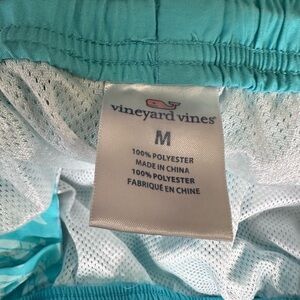 vineyard vines®
M
100% POLYESTER
MADE IN CHINA
100% POLYESTER
FABRIQUÉ EN CHINE